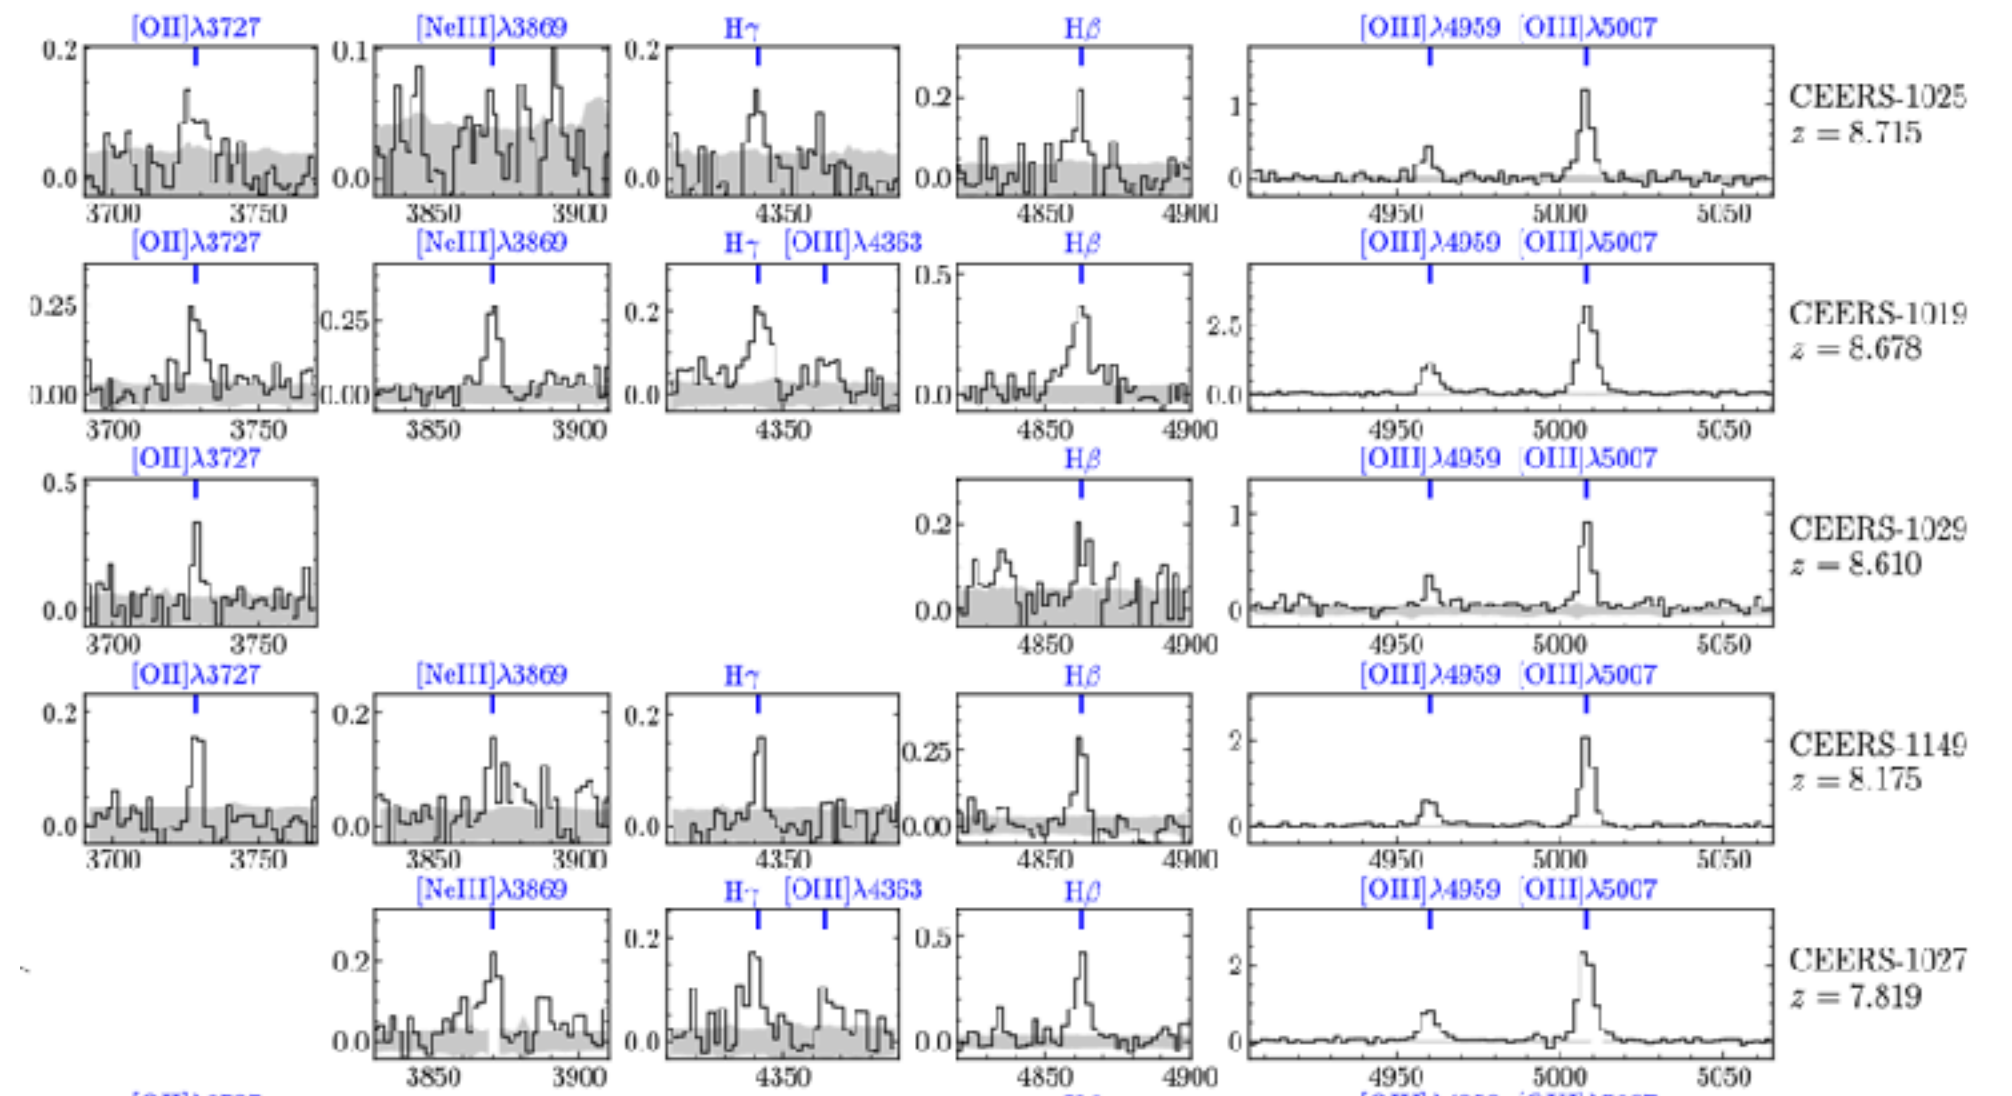 [OII]λ3727 [NeIII]λ3869 Hγ Hβ [OIII]λ4959 [OIII]λ5007
0.2 0.0 3700 3750
0.1 0.0 3850 3900
0.2 0.0 4350
0.2 0.0 4850 4900
1 0 4950 5000 5050
CEERS-1025
z = 8.715
[OII]λ3727 [NeIII]λ3869 Hγ [OIII]λ4363 Hβ [OIII]λ4959 [OIII]λ5007
0.25 0.00 3700 3750
0.25 0.00 3850 3900
0.2 0.0 4350
0.5 0.0 4850 4900
2.5 0.0 4950 5000 5050
CEERS-1019
z = 8.678
[OII]λ3727 Hβ [OIII]λ4959 [OIII]λ5007
0.5 0.0 3700 3750
0.2 0.0 4850 4900
1 0 4950 5000 5050
CEERS-1029
z = 8.610
[OII]λ3727 [NeIII]λ3869 Hγ Hβ [OIII]λ4959 [OIII]λ5007
0.2 0.0 3700 3750
0.2 0.0 3850 3900
0.2 0.0 4350
0.25 0.00 4850 4900
2 0 4950 5000 5050
CEERS-1149
z = 8.175
[NeIII]λ3869 Hγ [OIII]λ4363 Hβ [OIII]λ4959 [OIII]λ5007
0.2 0.0 3850 3900
0.2 0.0 4350
0.5 0.0 4850 4900
2 0 4950 5000 5050
CEERS-1027
z = 7.819